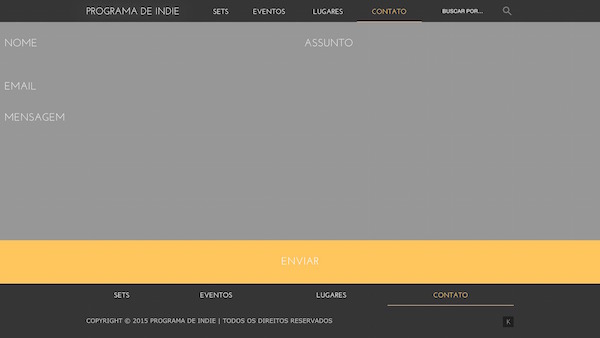 PROGRAMA DE INDIE SETS EVENTOS LUGARES CONTATO BUSCAR POR...
NOME ASSUNTO
EMAIL
MENSAGEM
ENVIAR
SETS EVENTOS LUGARES CONTATO
COPYRIGHT © 2015 PROGRAMA DE INDIE | TODOS OS DIREITOS RESERVADOS K